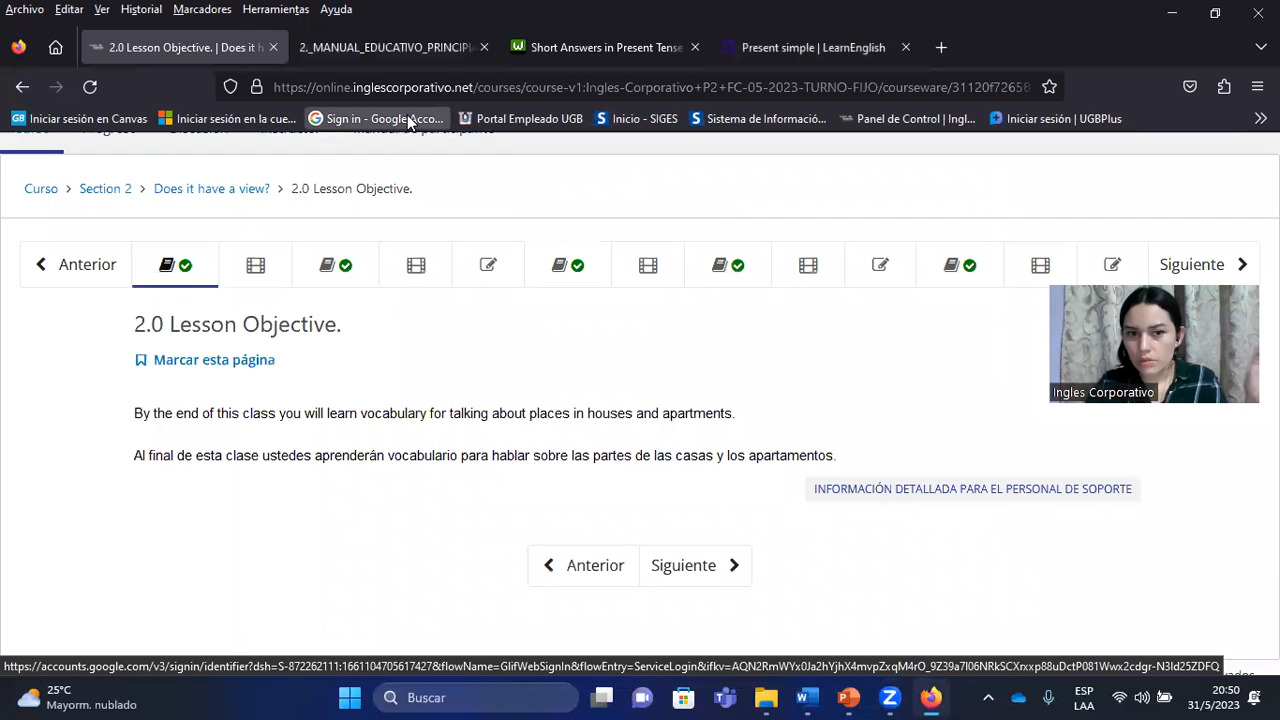 Archivo Editar Ver Historial Marcadores Herramientas Ayuda
2.0 Lesson Objective. | Does it h
2._MANUAL_EDUCATIVO_PRINCIPI
Short Answers in Present Tense
Present simple | LearnEnglish
https://online.inglescorporativo.net/courses/course-v1:Ingles-Corporativo+P2+FC-05-2023-TURNO-FIJO/courseware/31120f72658
Iniciar sesión en Canvas Iniciar sesión en la cue... Sign in - Google Acco... Portal Empleado UGB Inicio - SIGES Sistema de Informació... Panel de Control | Ingl... Bienvenido | UGBPlus
Curso > Section 2 > Does it have a view? > 2.0 Lesson Objective.
Anterior
Siguiente
2.0 Lesson Objective.
Marcar esta página
Ingles Corporativo
By the end of this class you will learn vocabulary for talking about places in houses and apartments.
Al final de esta clase ustedes aprenderán vocabulario para hablar sobre las partes de las casas y los apartamentos.
INFORMACIÓN DETALLADA PARA EL PERSONAL DE SOPORTE
Anterior Siguiente
25°C
Mayorm. nublado
Buscar
ESP
LAA
20:50
31/5/2023